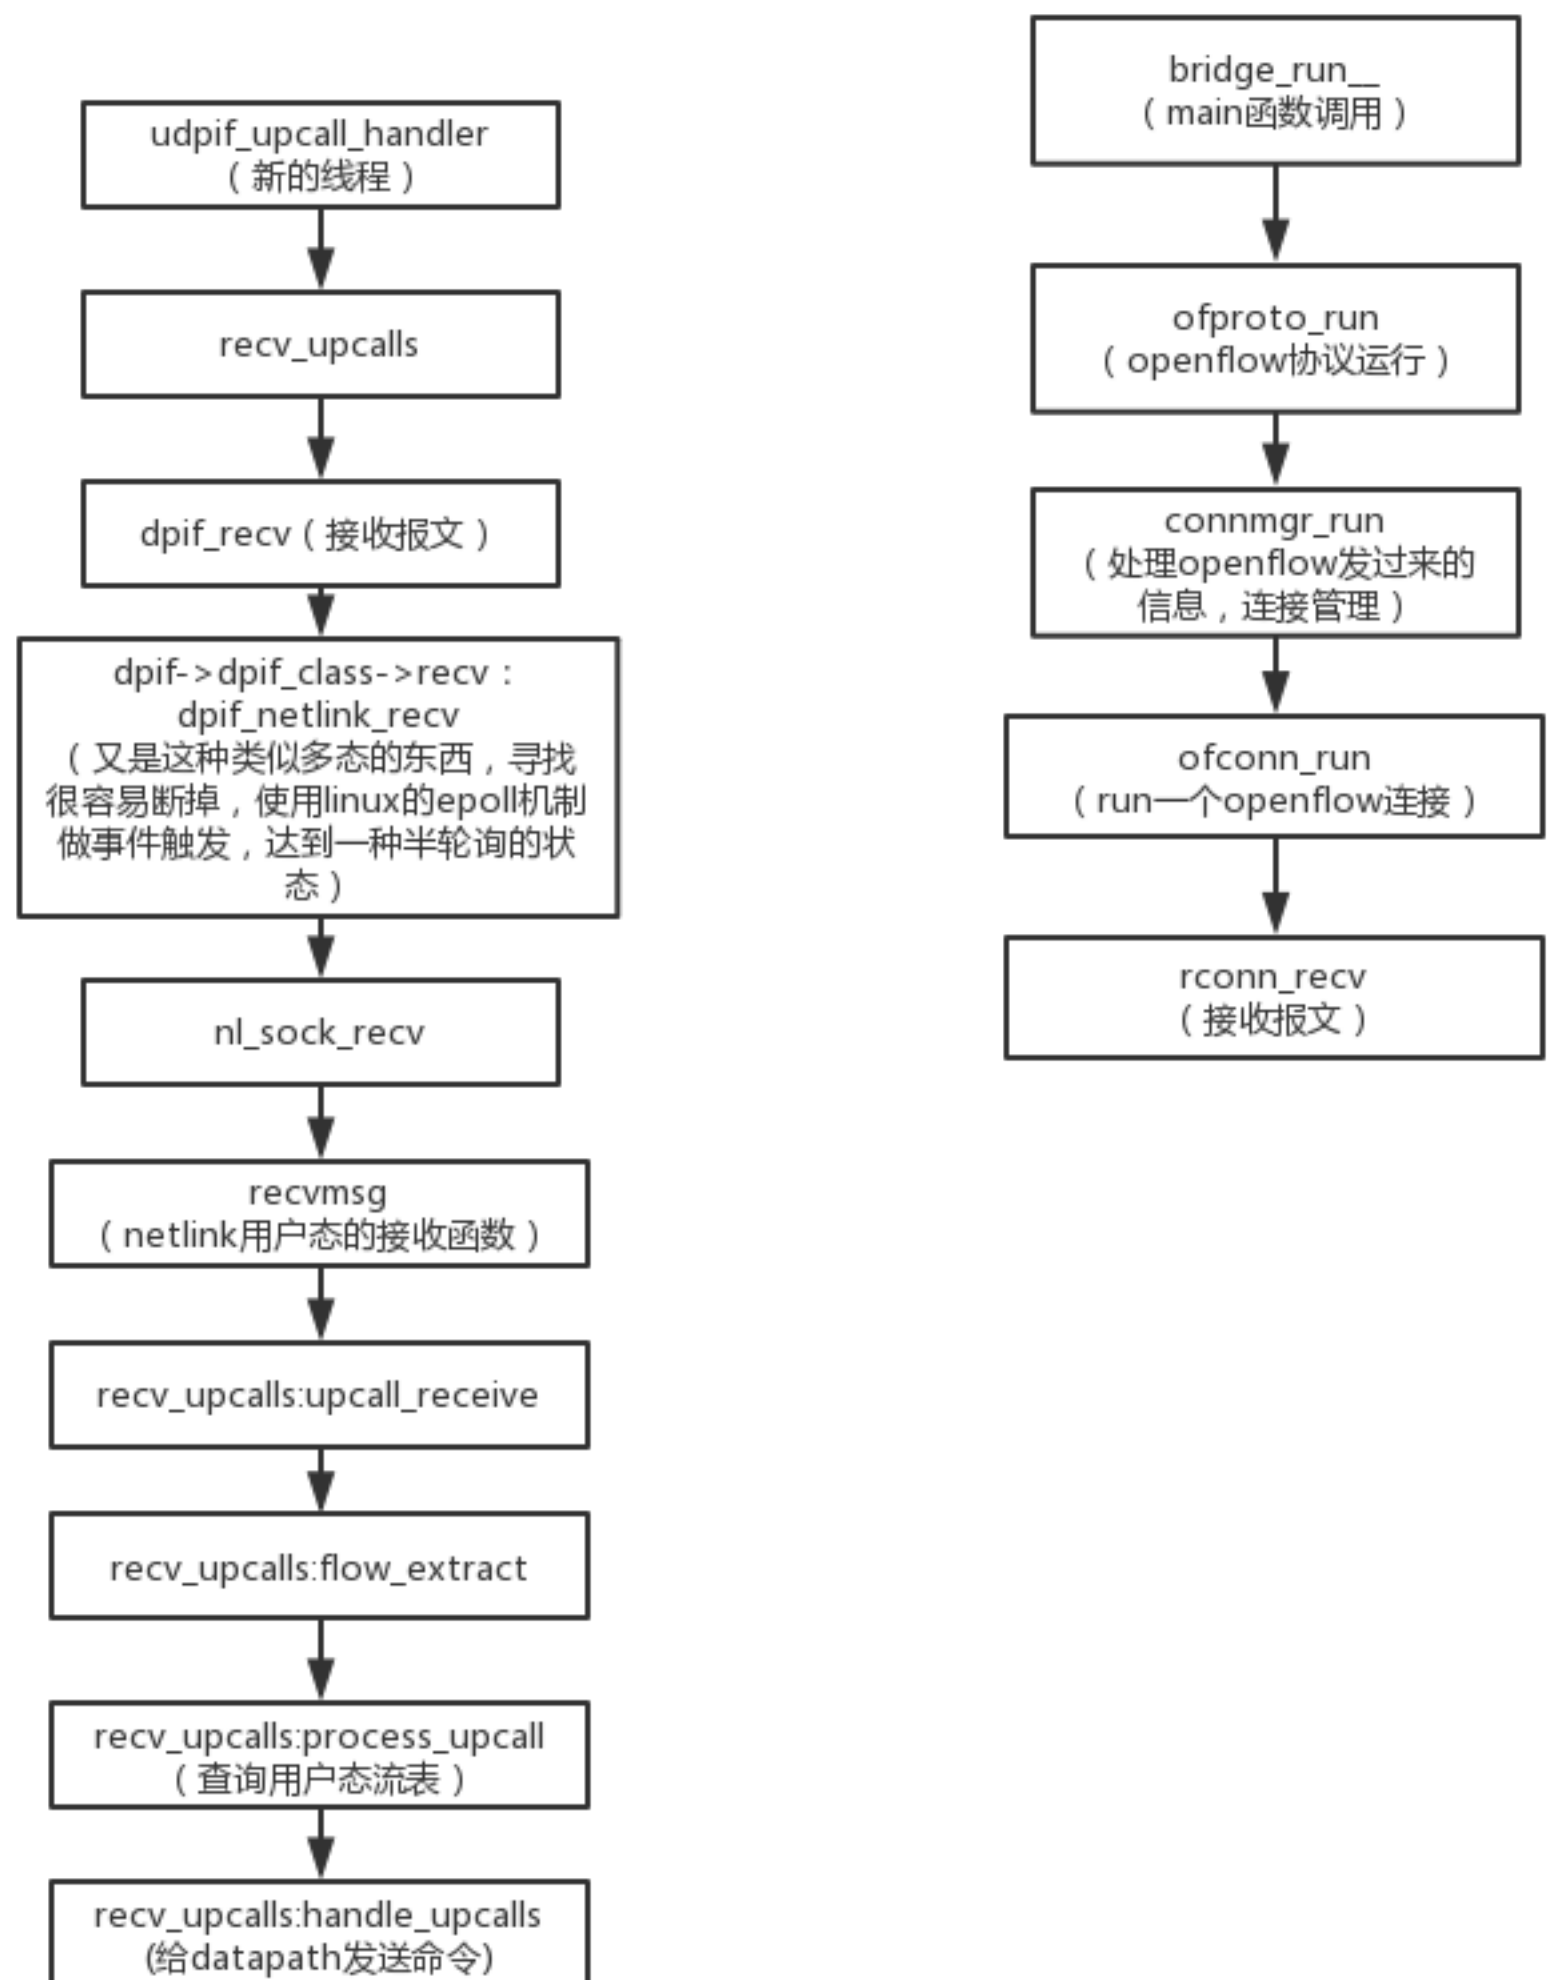 udpif_upcall_handler
（新的线程）
recv_upcalls
dpif_recv（接收报文）
dpif->dpif_class->recv：
dpif_netlink_recv
（又是这种类似多态的东西，寻找
很容易断掉，使用linux的epoll机制
做事件触发，达到一种半轮询的状
态）
nl_sock_recv
recvmsg
（netlink用户态的接收函数）
recv_upcalls:upcall_receive
recv_upcalls:flow_extract
recv_upcalls:process_upcall
（查询用户态流表）
recv_upcalls:handle_upcalls
(给datapath发送命令)
bridge_run__
（main函数调用）
ofproto_run
（openflow协议运行）
connmgr_run
（处理openflow发过来的
信息，连接管理）
ofconn_run
（run一个openflow连接）
rconn_recv
（接收报文）